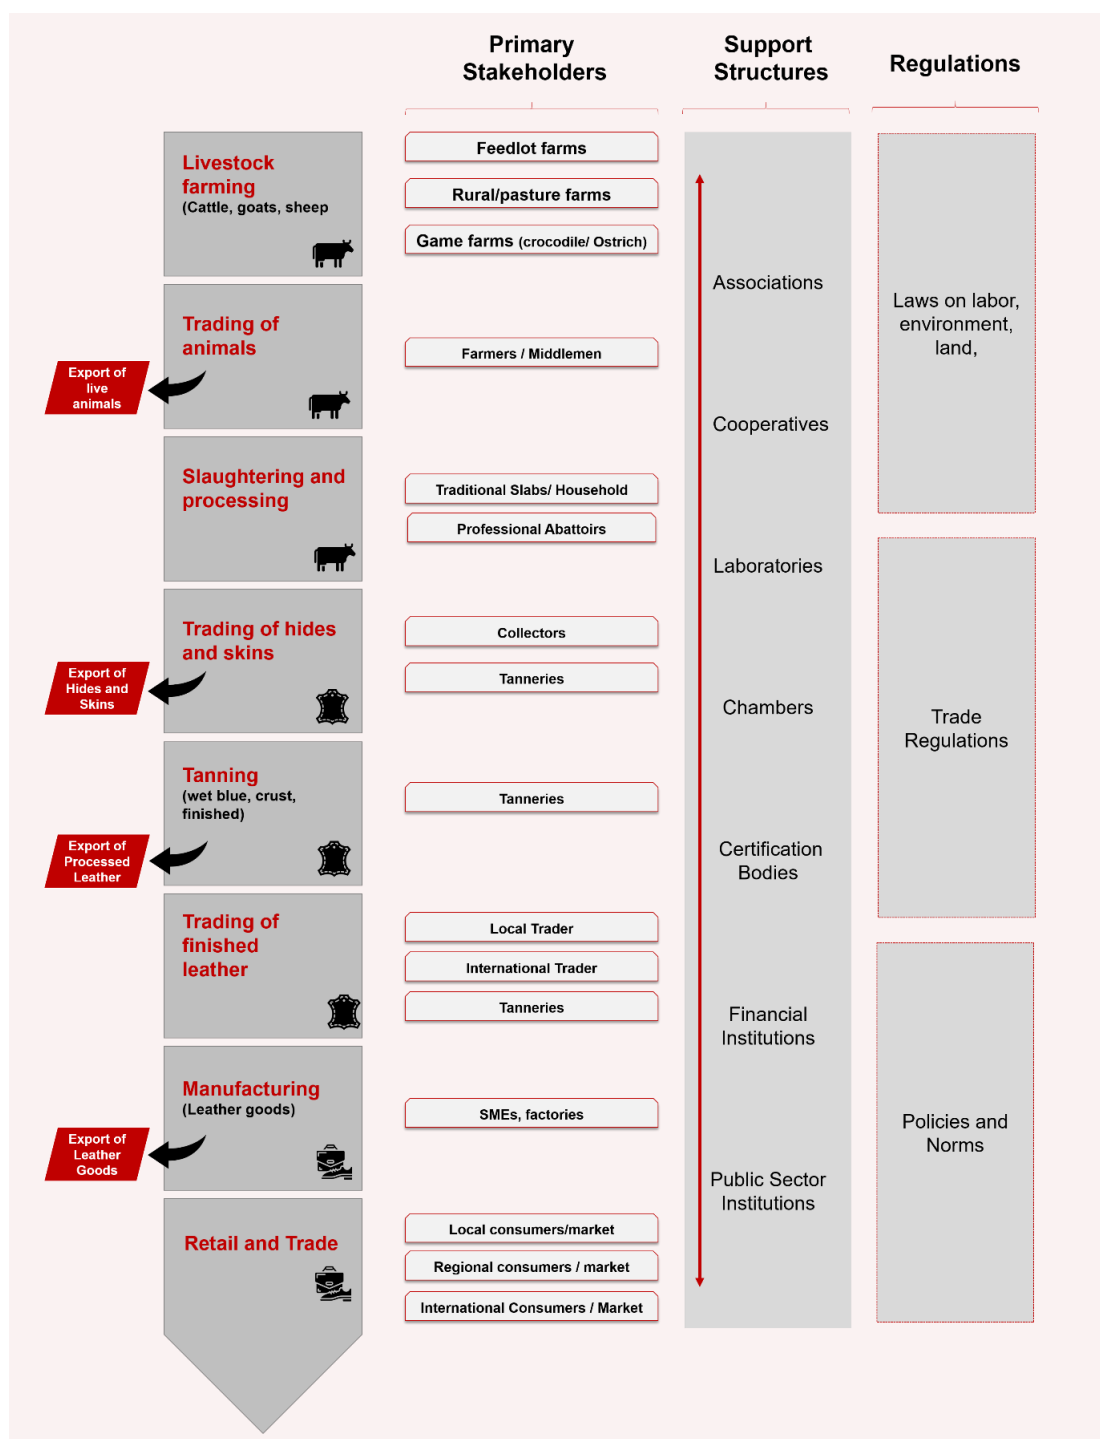 Primary
Stakeholders
Support
Structures
Regulations
Livestock
farming
(Cattle, goats, sheep
Feedlot farms
Rural/pasture farms
Game farms (crocodile/ Ostrich)
Trading of
animals
Export of
live
animals
Farmers / Middlemen
Slaughtering and
processing
Traditional Slabs/ Household
Professional Abattoirs
Trading of hides
and skins
Export of
Hides and
Skins
Collectors
Tanneries
Tanning
(wet blue, crust,
finished)
Export of
Processed
Leather
Tanneries
Trading of
finished
leather
Local Trader
International Trader
Tanneries
Manufacturing
(Leather goods)
Export of
Leather
Goods
SMEs, factories
Retail and Trade
Local consumers/market
Regional consumers / market
International Consumers / Market
Associations
Cooperatives
Laboratories
Chambers
Certification
Bodies
Financial
Institutions
Public Sector
Institutions
Laws on labor,
environment,
land,
Trade
Regulations
Policies and
Norms